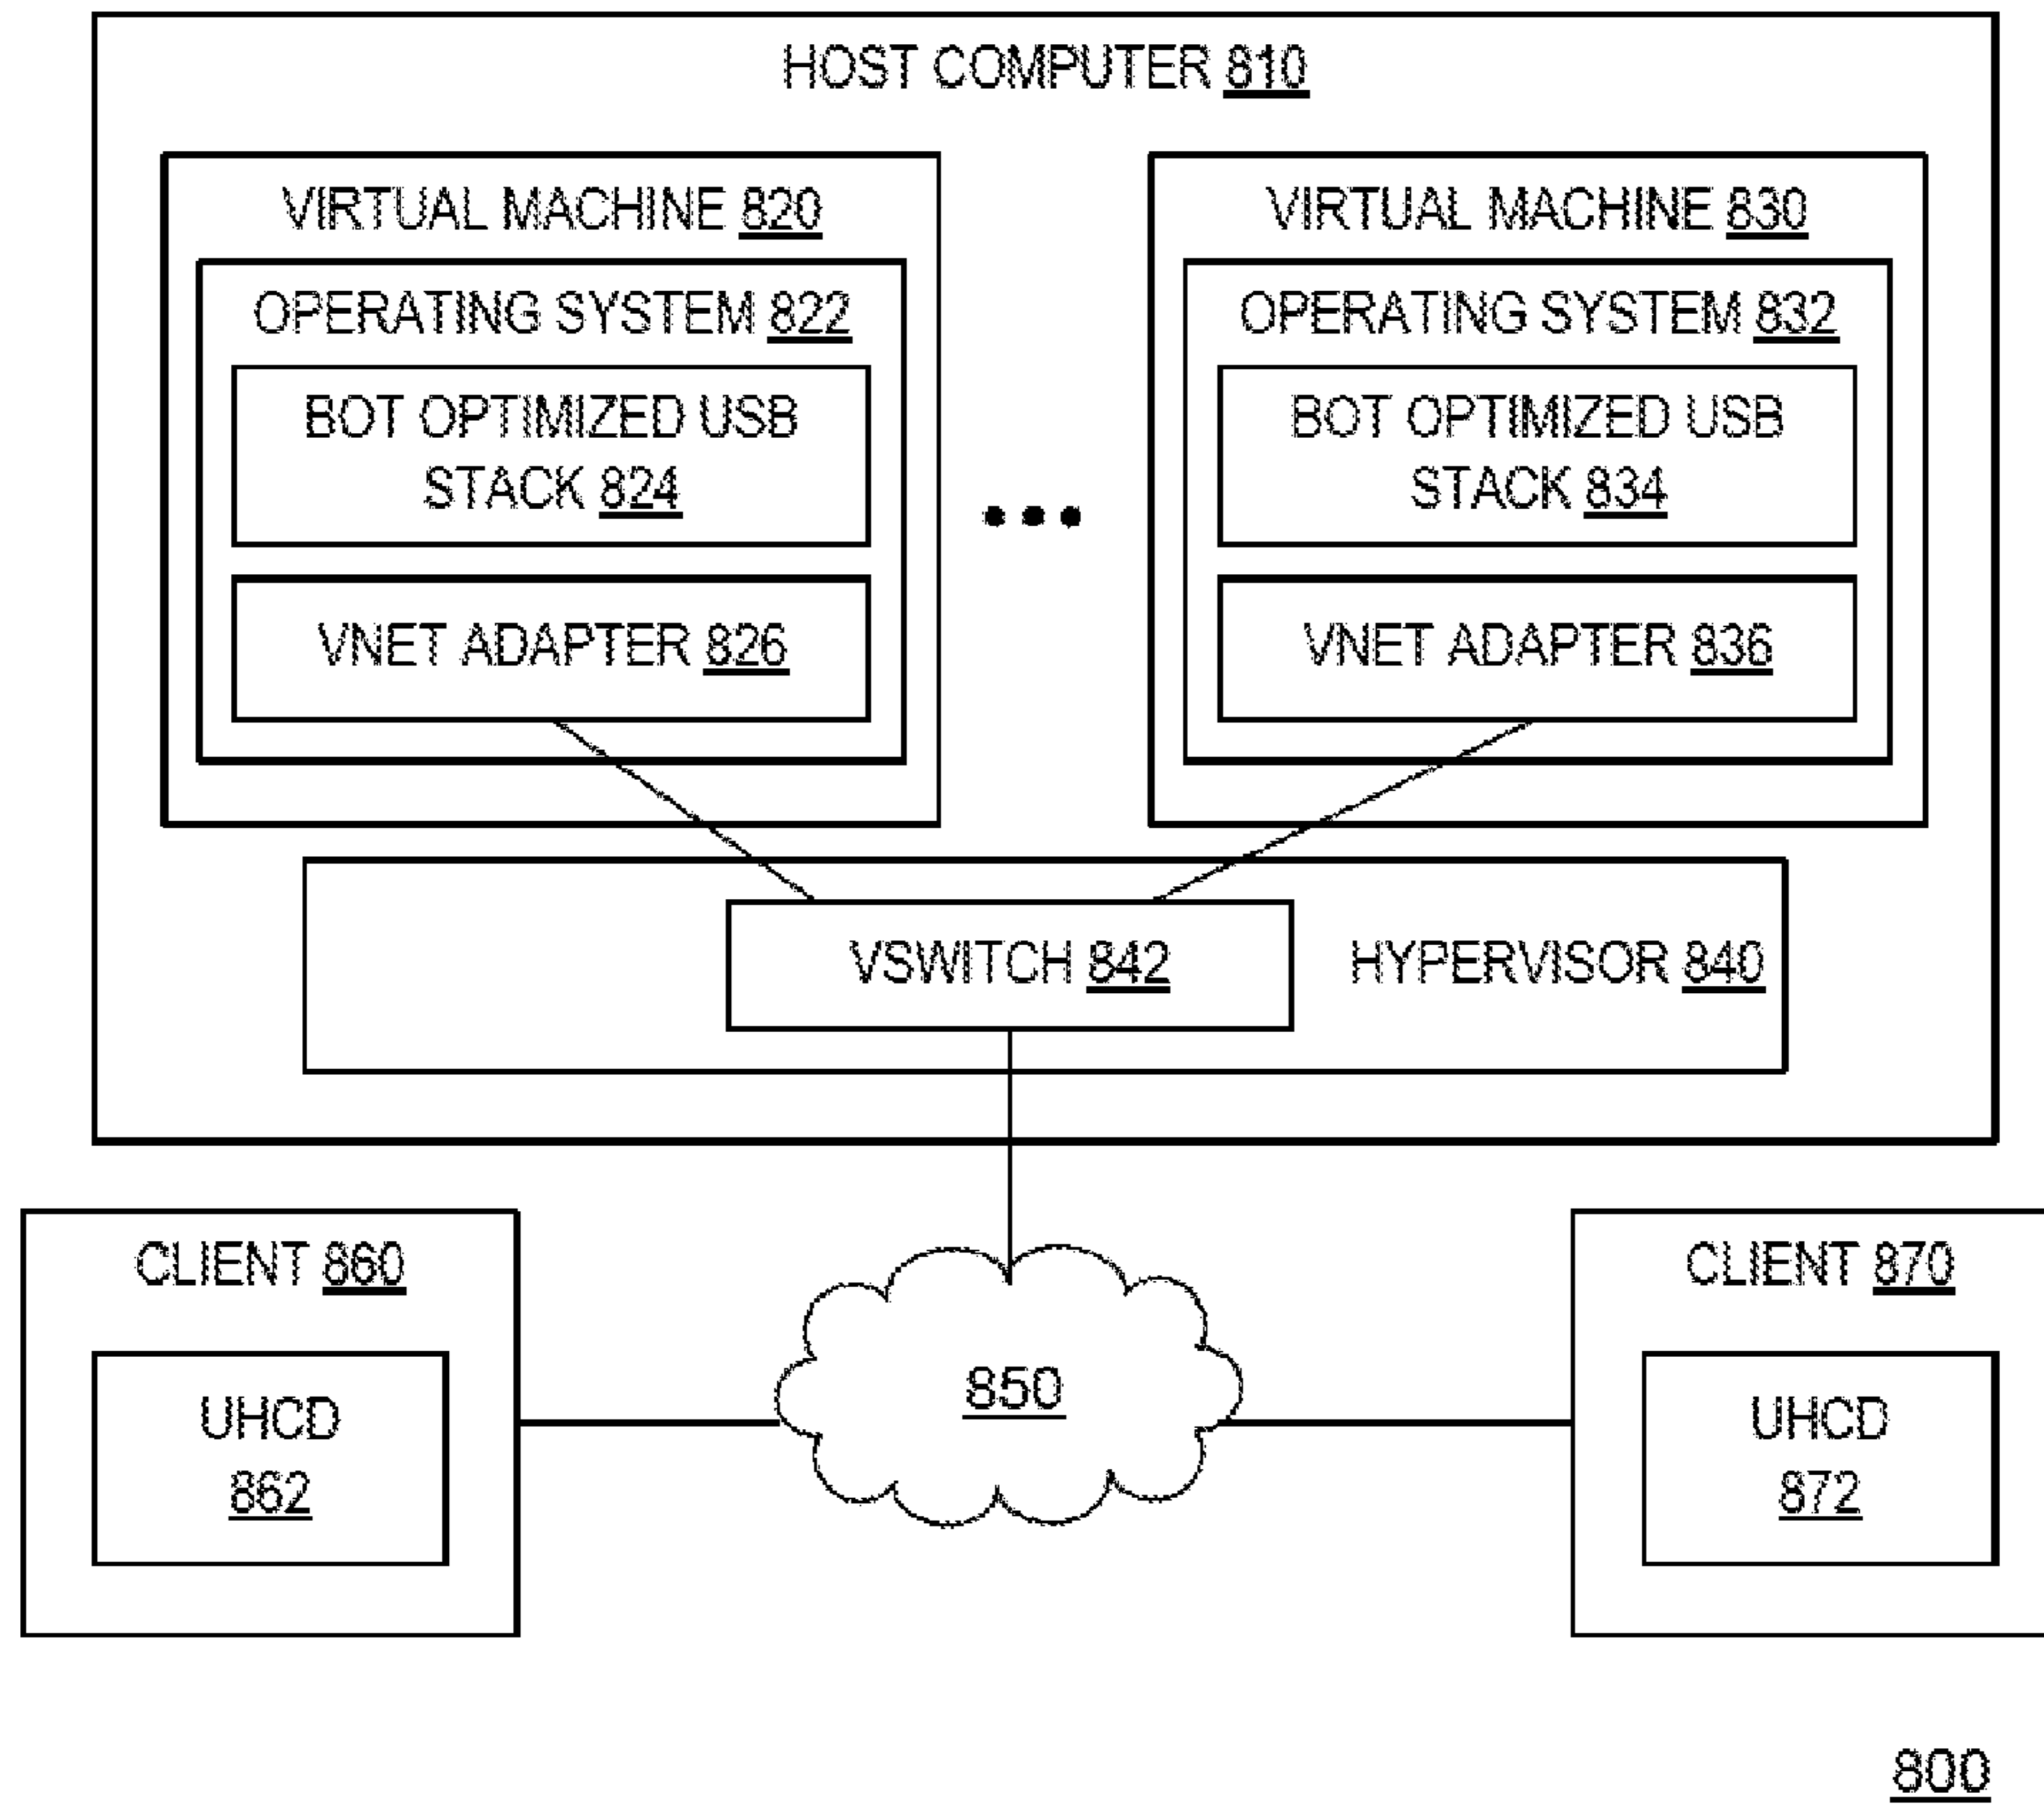 HOST COMPUTER 810
VIRTUAL MACHINE 820
OPERATING SYSTEM 822
BOT OPTIMIZED USB
STACK 824
VNET ADAPTER 826
VIRTUAL MACHINE 830
OPERATING SYSTEM 832
BOT OPTIMIZED USB
STACK 834
VNET ADAPTER 836
VSWITCH 842
HYPERVISOR 840
CLIENT 860
UHCD
862
850
CLIENT 870
UHCD
872
800